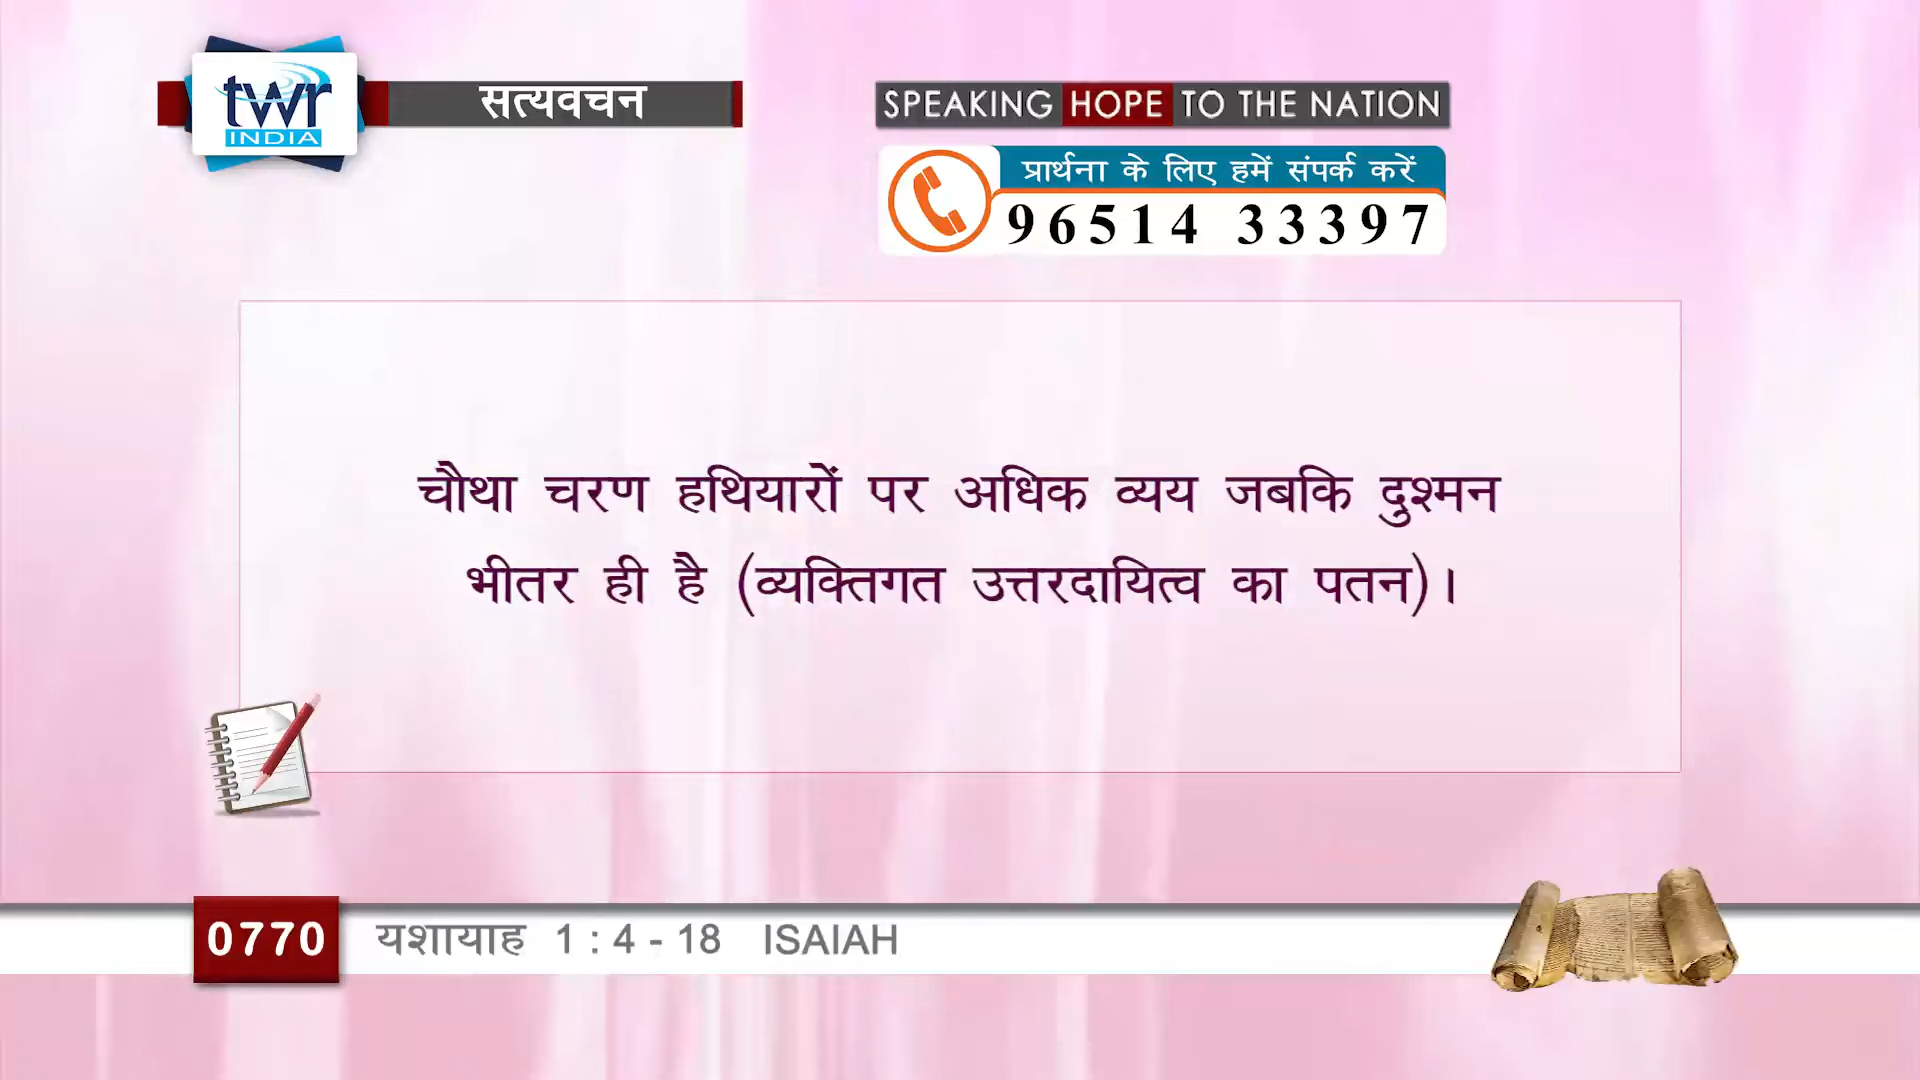 twr
INDIA
सत्यवचन
SPEAKING HOPE TO THE NATION
प्रार्थना के लिए हमें संपर्क करें
96514 33397
चौथा चरण हथियारों पर अधिक व्यय जबकि दुश्मन
भीतर ही है (व्यक्तिगत उत्तरदायित्व का पतन)।
0770 यशायाह 1 : 4 - 18 ISAIAH